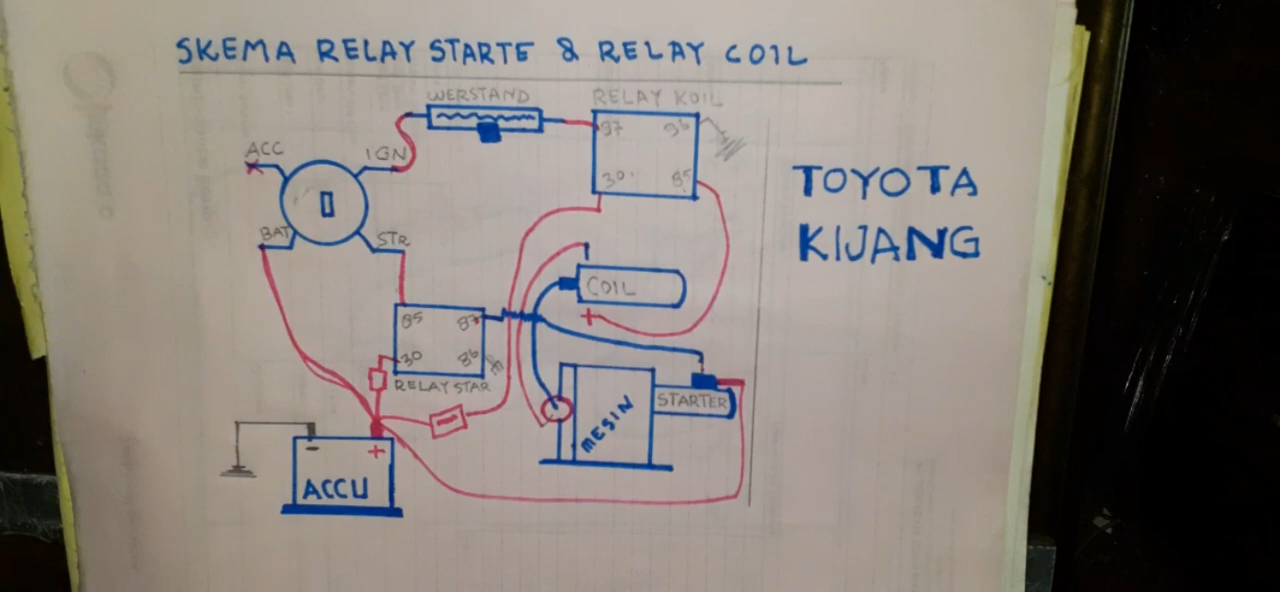 SKEMA RELAY STARTE & RELAY COIL
WERSTAND
RELAY KOIL
87
86
30
85
ACC
IGN
BAT
STR
TOYOTA
KIJANG
COIL
+
85
87
30
86
RELAY STAR
STARTER
MESIN
-
+
ACCU